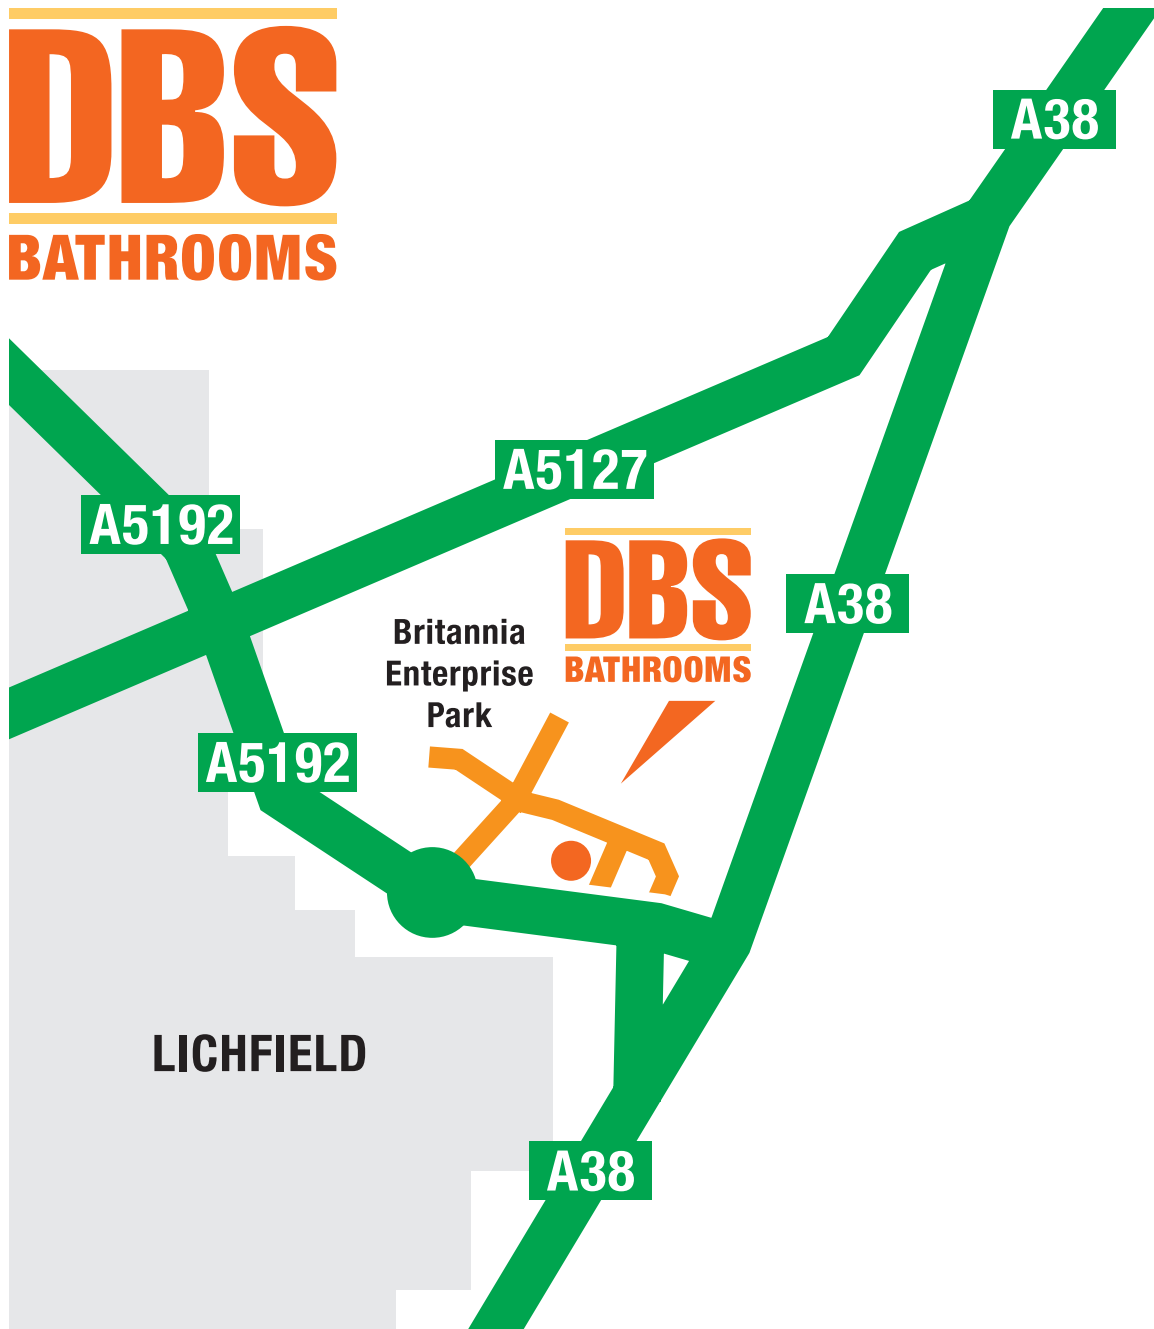 DBS
BATHROOMS
A38
A5127
A5192
DBS
BATHROOMS
A38
Britannia
Enterprise
Park
A5192
LICHFIELD
A38